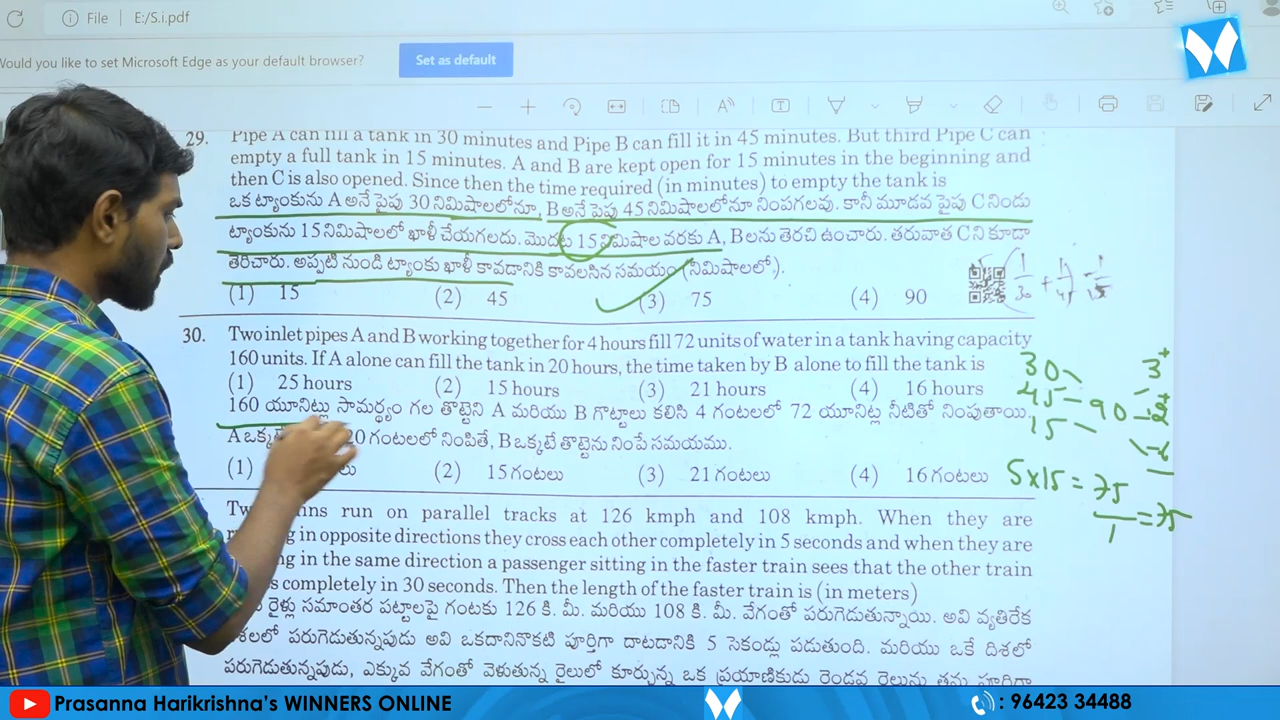 File E:/S.i.pdf
Would you like to set Microsoft Edge as your default browser? Set as default
29. Pipe A can fill a tank in 30 minutes and Pipe B can fill it in 45 minutes. But third Pipe C can
empty a full tank in 15 minutes. A and B are kept open for 15 minutes in the beginning and
then C is also opened. Since then the time required (in minutes) to empty the tank is
ఒక ట్యాంకును A అనే పైపు 30 నిమిషాలలోనూ, B అనే పైపు 45 నిమిషాలలోనూ నింపగలవు. కానీ మూడవ పైపు C నిండు
ట్యాంకును 15 నిమిషాలలో ఖాళీ చేయగలదు. మొదట 15 నిమిషాల వరకు A, B లను తెరచి ఉంచారు. తరువాత C ని కూడా
తెరిచారు. అప్పటి నుండి ట్యాంకు ఖాళీ కావడానికి కావలసిన సమయం (నిమిషాలలో).
(1) 15 (2) 45 (3) 75 (4) 90
30. Two inlet pipes A and B working together for 4 hours fill 72 units of water in a tank having capacity
160 units. If A alone can fill the tank in 20 hours, the time taken by B alone to fill the tank is
(1) 25 hours (2) 15 hours (3) 21 hours (4) 16 hours
160 యూనిట్లు సామర్థ్యం గల తొట్టెని A మరియు B గొట్టాలు కలిసి 4 గంటలలో 72 యూనిట్ల నీటితో నింపుతాయి.
A 20 గంటలలో నింపితే, B ఒక్కటే తొట్టెను నింపే సమయము.
(1) (2) 15 గంటలు (3) 21 గంటలు (4) 16 గంటలు
30
45 90
15
3+
2+
-6
5x15 = 75
1 = 75
run on parallel tracks at 126 kmph and 108 kmph. When they are
in opposite directions they cross each other completely in 5 seconds and when they are
in the same direction a passenger sitting in the faster train sees that the other train
completely in 30 seconds. Then the length of the faster train is (in meters)
రైళ్లు సమాంతర పట్టాలపై గంటకు 126 కి. మీ. మరియు 108 కి. మీ. వేగంతో పరుగెడుతున్నాయి. అవి వ్యతిరేక
దిశలలో పరుగెడుతున్నపుడు అవి ఒకదానినొకటి పూర్తిగా దాటడానికి 5 సెకండ్లు పడుతుంది. మరియు ఒకే దిశలో
పరుగెడుతున్నపుడు, ఎక్కువ వేగంతో వెళుతున్న రైలులో కూర్చున్న ఒక ప్రయాణికుడు రెండవ రైలును తను పూర్తిగా
Prasanna Harikrishna's WINNERS ONLINE : 96423 34488